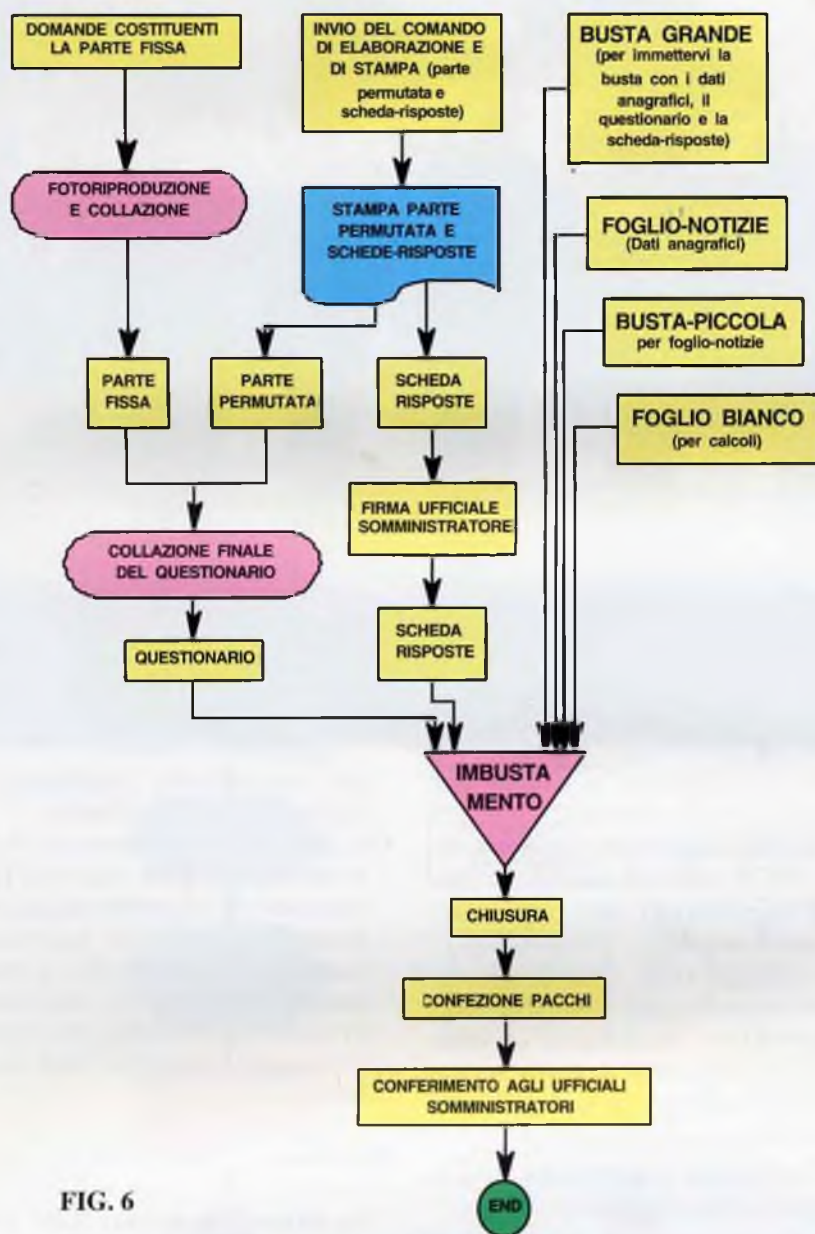 DOMANDE COSTITUENTI
LA PARTE FISSA
INVIO DEL COMANDO
DI ELABORAZIONE E
DI STAMPA (parte
permutata e
scheda-risposte)
BUSTA GRANDE
(per immettervi la
busta con i dati
anagrafici, il
questionario e la
scheda-risposte)
FOTORIPRODUZIONE
E COLLAZIONE
STAMPA PARTE
PERMUTATA E
SCHEDE-RISPOSTE
FOGLIO-NOTIZIE
(Dati anagrafici)
BUSTA-PICCOLA
per foglio-notizie
PARTE
FISSA
PARTE
PERMUTATA
SCHEDA
RISPOSTE
FOGLIO BIANCO
(per calcoli)
FIRMA UFFICIALE
SOMMINISTRATORE
COLLAZIONE FINALE
DEL QUESTIONARIO
SCHEDA
RISPOSTE
QUESTIONARIO
IMBUSTA
MENTO
CHIUSURA
CONFEZIONE PACCHI
CONFERIMENTO AGLI UFFICIALI
SOMMINISTRATORI
END
FIG. 6